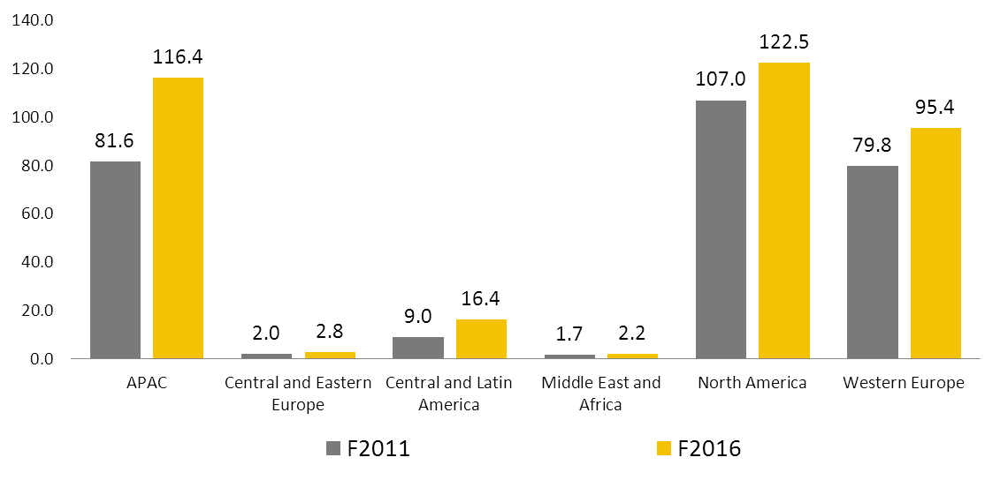 140.0
120.0
100.0
80.0
60.0
40.0
20.0
0.0
81.6
116.4
2.0
2.8
9.0
16.4
1.7
2.2
107.0
122.5
79.8
95.4
APAC
Central and Eastern
Europe
Central and Latin
America
Middle East and
Africa
North America
Western Europe
F2011
F2016